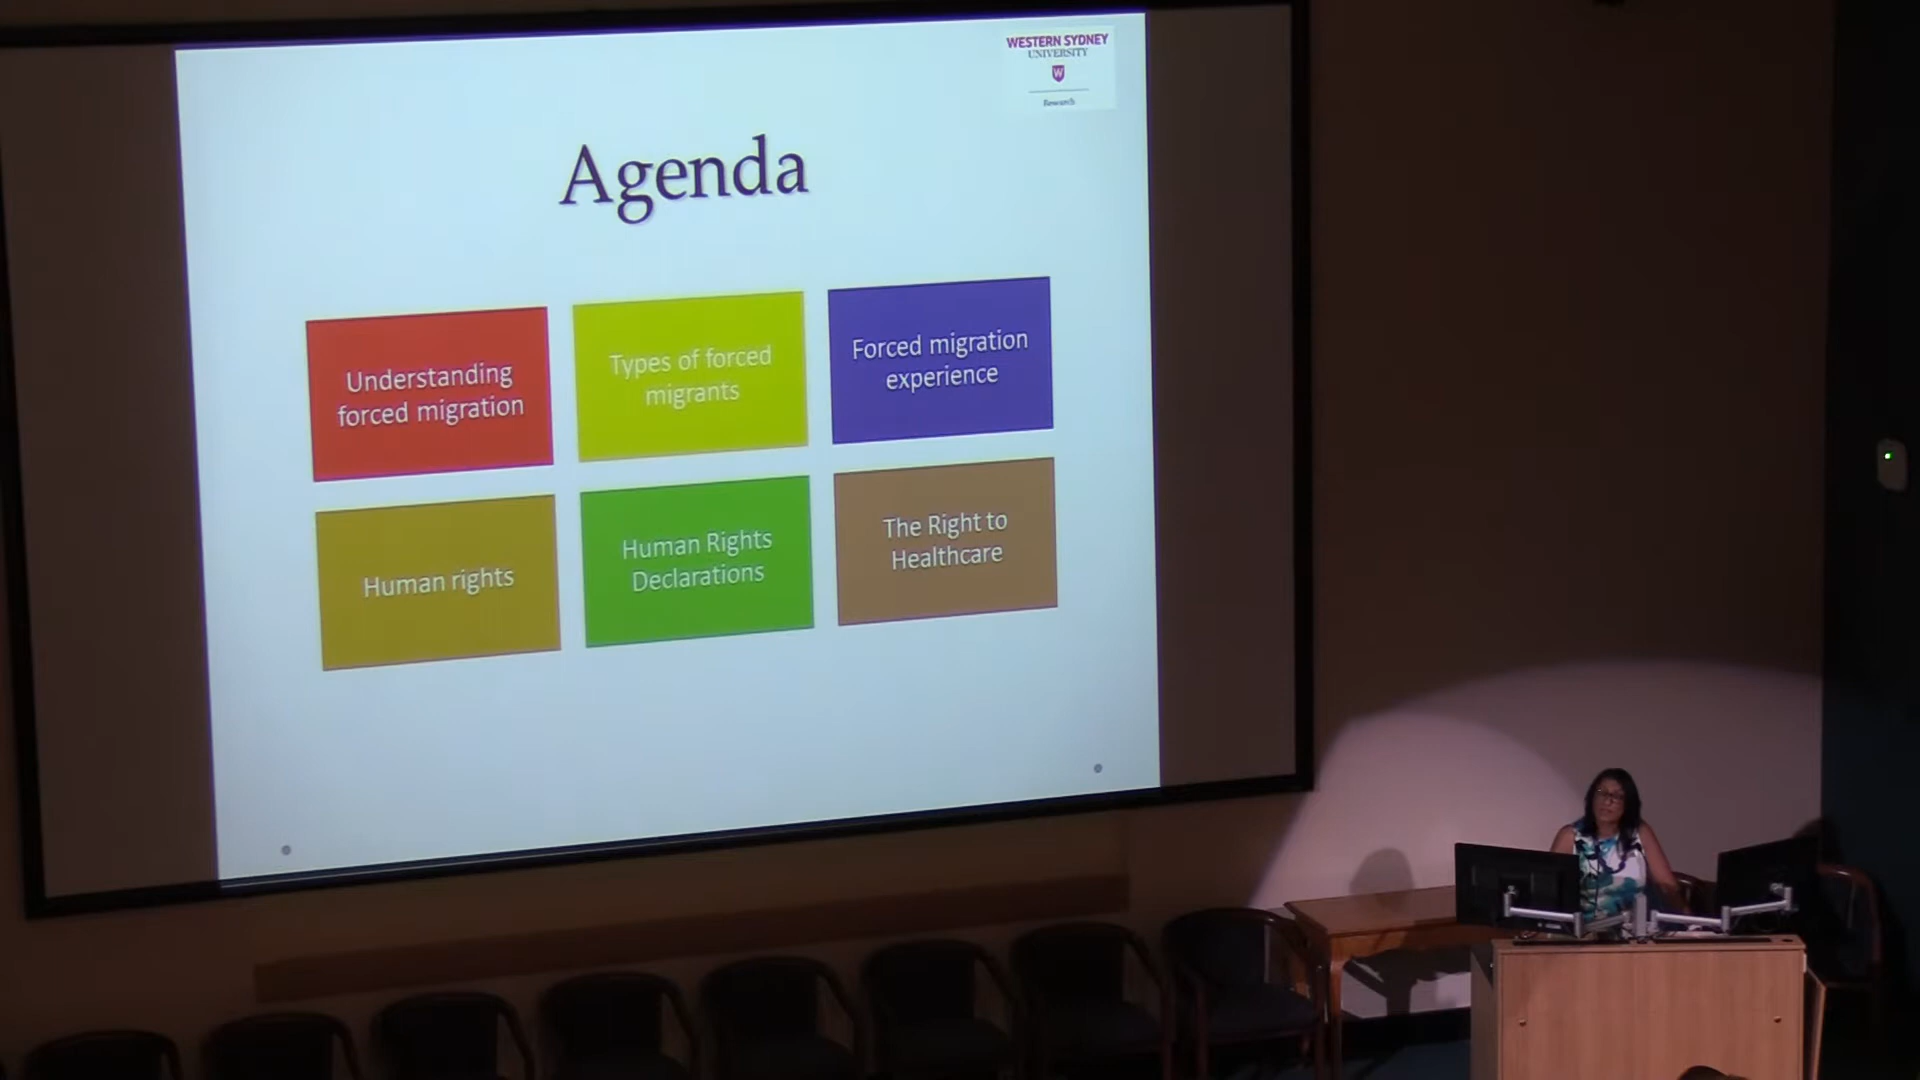 WESTERN SYDNEY
UNIVERSITY
W
Research
Agenda
Understanding
forced migration
Types of forced
migrants
Forced migration
experience
Human rights
Human Rights
Declarations
The Right to
Healthcare